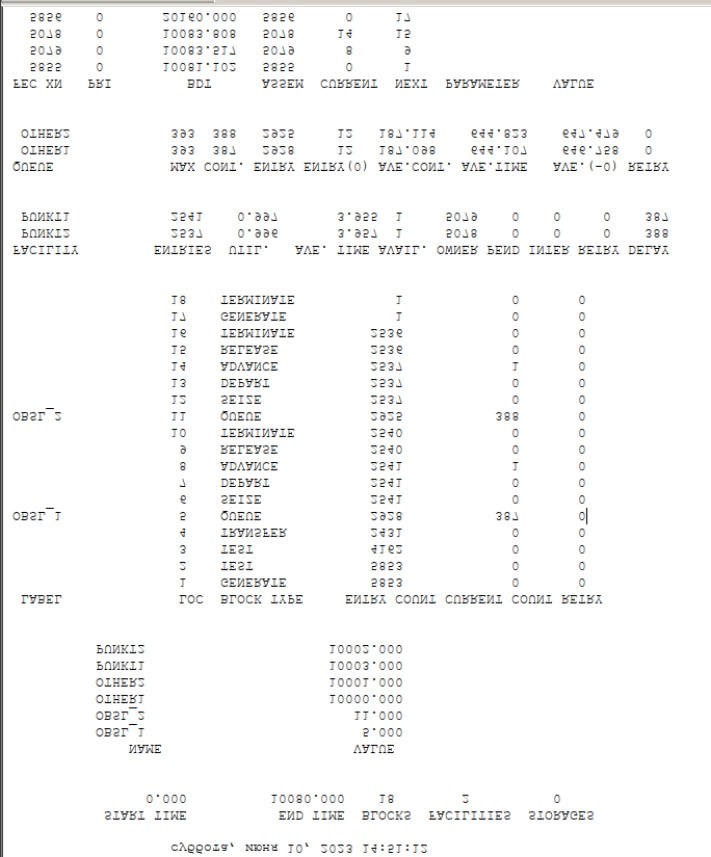 суббота, июня 10, 2023 14:51:12
START TIME END TIME BLOCKS FACILITIES STORAGES
0.000 10080.000 18 2 0
NAME VALUE
OBSL_1 5.000
OBSL_2 11.000
OTHER1 10000.000
OTHER2 10001.000
PUNKT1 10003.000
PUNKT2 10002.000
LABEL LOC BLOCK TYPE ENTRY COUNT CURRENT COUNT RETRY
1 GENERATE 5853 0 0
2 TEST 5853 0 0
3 TEST 4162 0 0
4 TRANSFER 2431 0 0
OBSL_1 5 QUEUE 2928 387 0
6 SEIZE 2541 0 0
7 DEPART 2541 0 0
8 ADVANCE 2541 1 0
9 RELEASE 2540 0 0
10 TERMINATE 2540 0 0
OBSL_2 11 QUEUE 2925 388 0
12 SEIZE 2537 0 0
13 DEPART 2537 0 0
14 ADVANCE 2537 1 0
15 RELEASE 2536 0 0
16 TERMINATE 2536 0 0
17 GENERATE 1 0 0
18 TERMINATE 1 0 0
FACILITY ENTRIES UTIL. AVE. TIME AVAIL. OWNER PEND INTER RETRY DELAY
PUNKT2 2537 0.996 3.957 1 5078 0 0 0 388
PUNKT1 2541 0.997 3.955 1 5079 0 0 0 387
QUEUE MAX CONT. ENTRY ENTRY(0) AVE.CONT. AVE.TIME AVE.(-0) RETRY
OTHER1 393 387 2928 12 187.098 644.107 646.758 0
OTHER2 393 388 2925 12 187.114 644.823 647.479 0
FEC XN PRI BDT ASSEM CURRENT NEXT PARAMETER VALUE
5855 0 10081.102 5855 0 1
5079 0 10083.517 5079 8 9
5078 0 10083.808 5078 14 15
5856 0 20160.000 5856 0 17